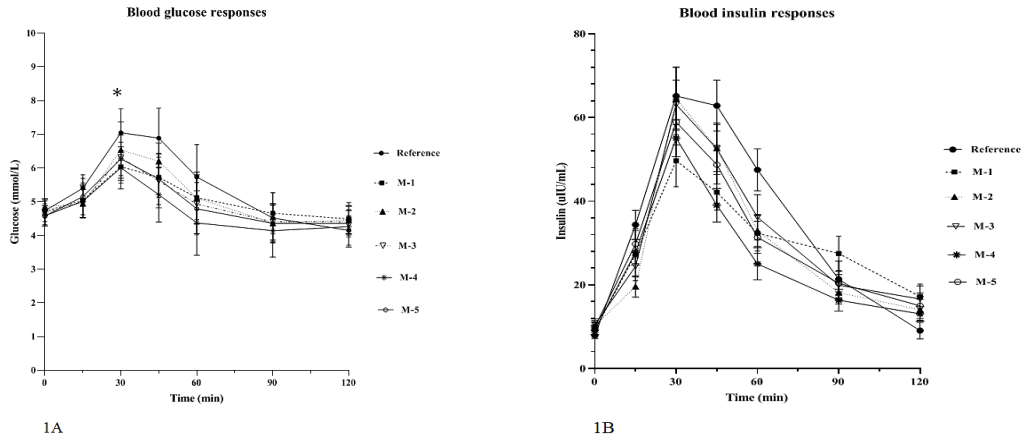 Blood glucose responses
10
9
8
7
6
5
4
3
2
1
0
Glucose (mmol/L)
*
0
30
60
90
120
Time (min)
Reference
M-1
M-2
M-3
M-4
M-5
1A
Blood insulin responses
80
60
40
20
0
Insulin (uIU/mL)
0
30
60
90
120
Time (min)
Reference
M-1
M-2
M-3
M-4
M-5
1B